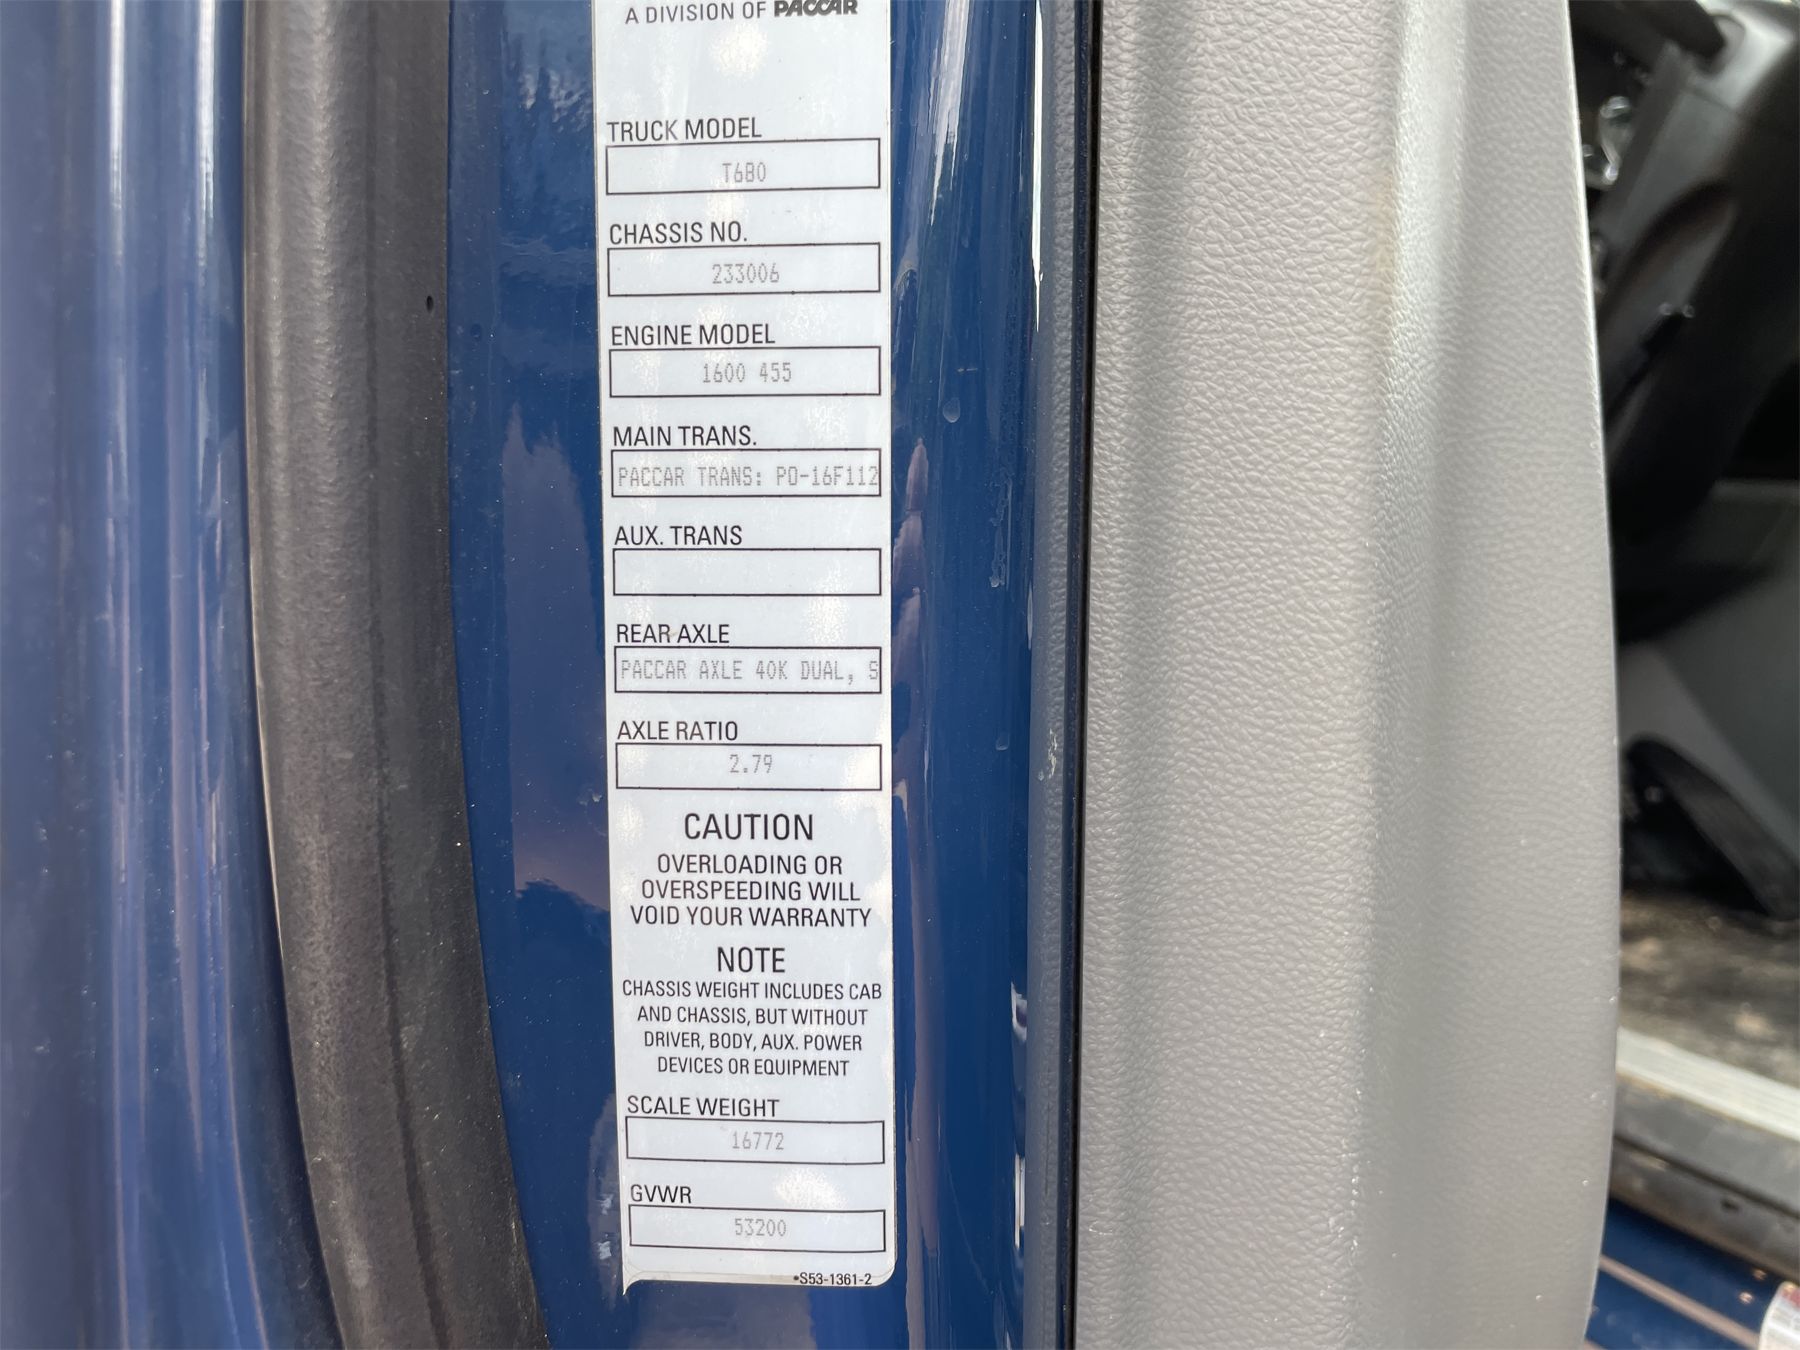 A DIVISION OF PACCAR
TRUCK MODEL
T680
CHASSIS NO.
233006
ENGINE MODEL
1600 455
MAIN TRANS.
PACCAR TRANS: PO-16F112
AUX. TRANS
REAR AXLE
PACCAR AXLE 40K DUAL, S
AXLE RATIO
2.79
CAUTION
OVERLOADING OR
OVERSPEEDING WILL
VOID YOUR WARRANTY
NOTE
CHASSIS WEIGHT INCLUDES CAB
AND CHASSIS, BUT WITHOUT
DRIVER, BODY, AUX. POWER
DEVICES OR EQUIPMENT
SCALE WEIGHT
16772
GVWR
53200
•S53-1361-2